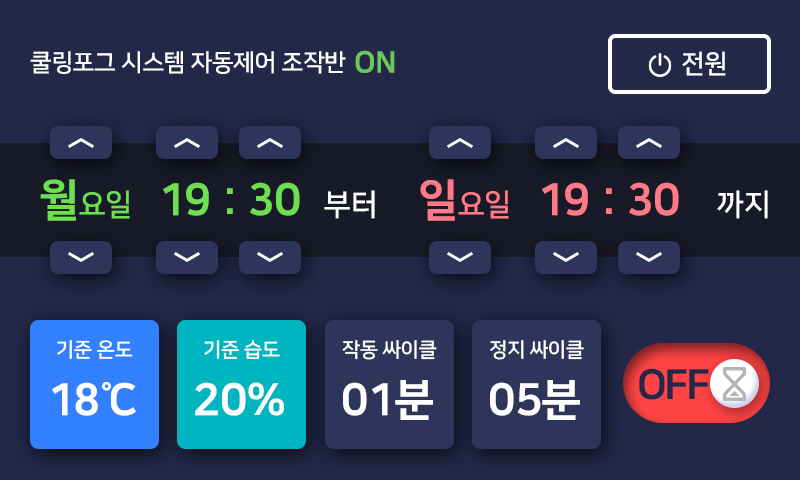 쿨링포그 시스템 자동제어 조작반 ON
전원
월요일 19 : 30 부터 일요일 19 : 30 까지
기준 온도
18℃
기준 습도
20%
작동 싸이클
01분
정지 싸이클
05분
OFF